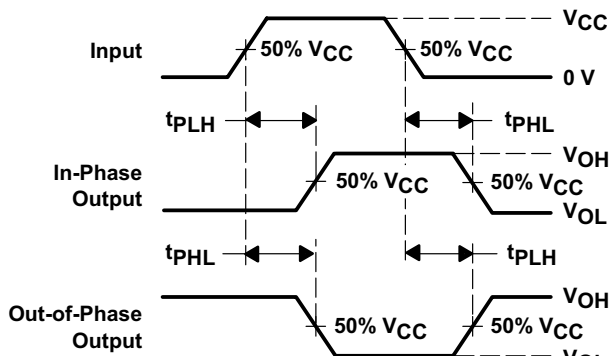 VCC
Input
50% VCC
50% VCC
0 V
tPLH
tPHL
VOH
In-Phase
Output
50% VCC
50% VCC
VOL
tPHL
tPLH
VOH
Out-of-Phase
Output
50% VCC
50% VCC
VOL